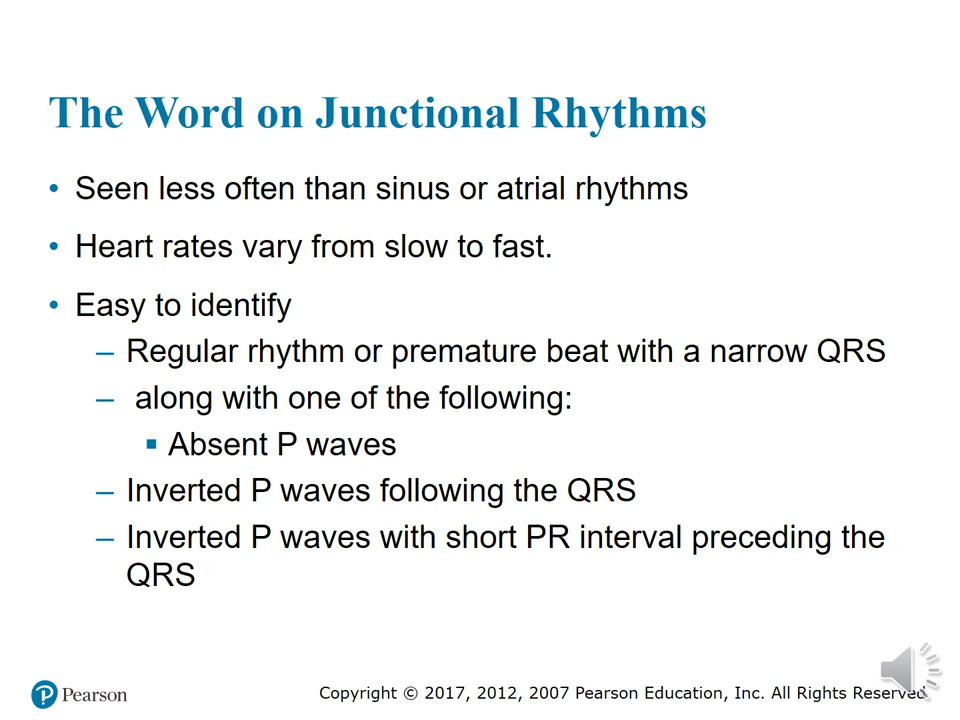 The Word on Junctional Rhythms
• Seen less often than sinus or atrial rhythms
• Heart rates vary from slow to fast.
• Easy to identify
– Regular rhythm or premature beat with a narrow QRS
– along with one of the following:
▪ Absent P waves
– Inverted P waves following the QRS
– Inverted P waves with short PR interval preceding the
QRS
Pearson
Copyright © 2017, 2012, 2007 Pearson Education, Inc. All Rights Reserved